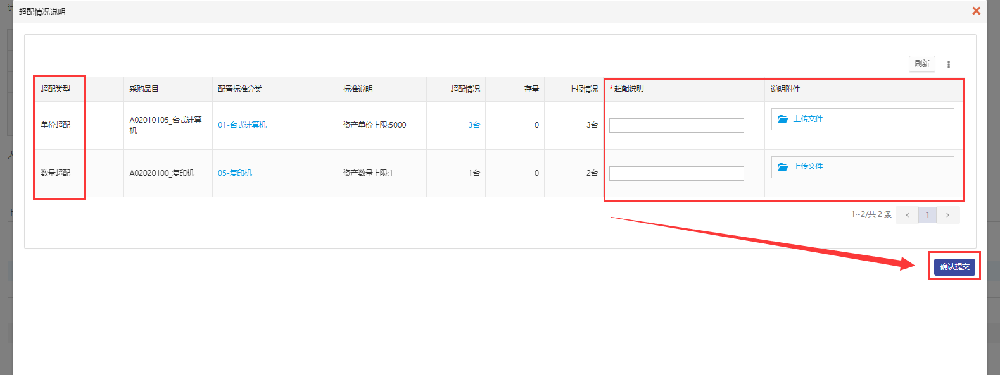 超配情况说明
刷新
超配类型 采购品目 配置标准分类 标准说明 超配情况 存量 上报情况 *超配说明 说明附件
单价超配 A02010105_台式计算机 01-台式计算机 资产单价上限:5000 3台 0 3台 上传文件
数量超配 A02020100_复印机 05-复印机 资产数量上限:1 1台 0 2台 上传文件
1~2/共 2 条 1
确认提交